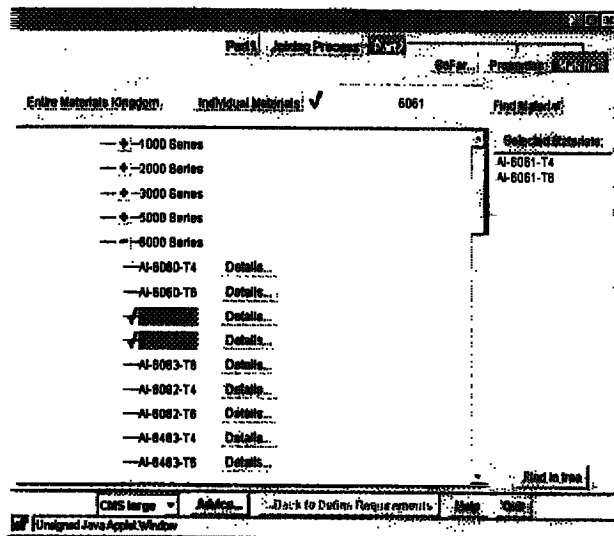 Part 1 Joining Process
SoFar... Properties
Entire Materials Kingdom Individual Materials ✓ 6061 Find Material
1000 Series
2000 Series
3000 Series
5000 Series
6000 Series
Al-6060-T4 Details...
Al-6060-T6 Details...
Details...
Details...
Al-6063-T6 Details...
Al-6082-T4 Details...
Al-6082-T6 Details...
Al-6463-T4 Details...
Al-6463-T6 Details...
Selected Materials:
Al-6061-T4
Al-6061-T6
Find in tree
CMS large Advice... Back to Define Requirements Help Quit
Unsigned Java Applet Window